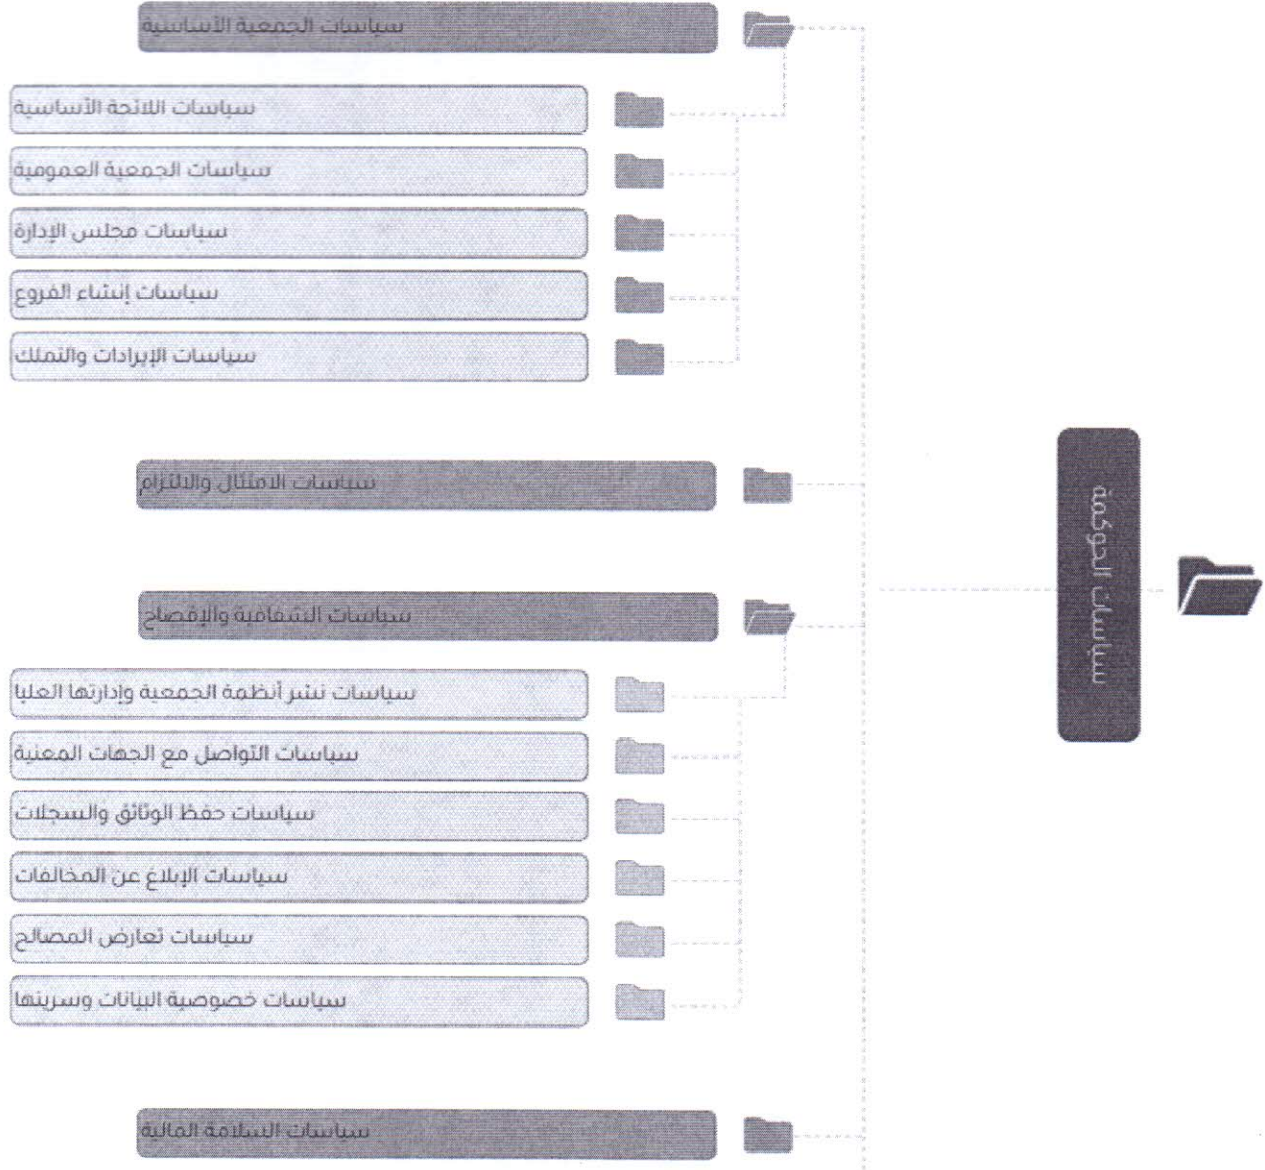 سياسات الحوكمة
سياسات الجمعية الأساسية
سياسات اللائحة الأساسية
سياسات الجمعية العمومية
سياسات مجلس الإدارة
سياسات إنشاء الفروع
سياسات الإيرادات والتملك
سياسات الامتثال والالتزام
سياسات الشفافية والإفصاح
سياسات نشر أنظمة الجمعية وإدارتها العليا
سياسات التواصل مع الجهات المعنية
سياسات حفظ الوثائق والسجلات
سياسات الإبلاغ عن المخالفات
سياسات تعارض المصالح
سياسات خصوصية البيانات وسريتها
سياسات السلامة المالية